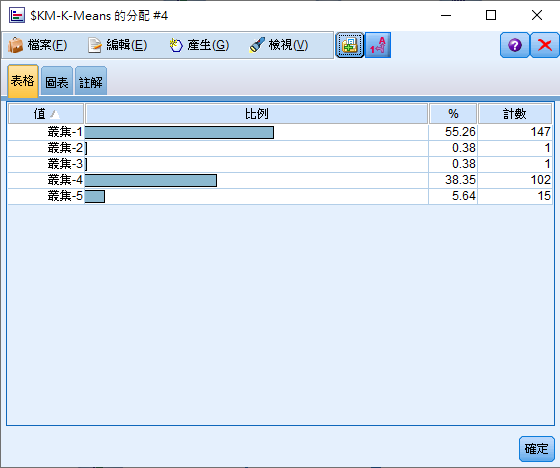 $KM-K-Means 的分配 #4
檔案(F) 編輯(E) 產生(G) 檢視(V)
表格 圖表 註解
值 比例 % 計數
叢集-1 55.26 147
叢集-2 0.38 1
叢集-3 0.38 1
叢集-4 38.35 102
叢集-5 5.64 15
確定